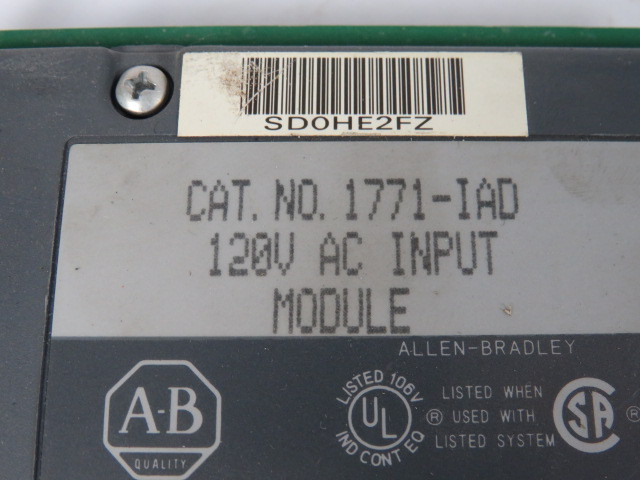 SD0HE2FZ
CAT. NO. 1771-IAD
120V AC INPUT
MODULE
ALLEN-BRADLEY
A-B
QUALITY
LISTED 106V
UL
IND CONT EQ
®
LISTED WHEN
USED WITH
LISTED SYSTEM
SA
®